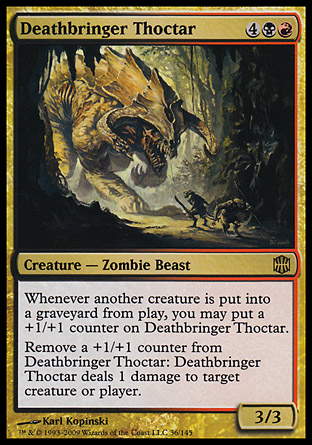 Deathbringer Thoctar 4
Creature — Zombie Beast
Whenever another creature is put into
a graveyard from play, you may put a
+1/+1 counter on Deathbringer Thoctar.
Remove a +1/+1 counter from
Deathbringer Thoctar: Deathbringer
Thoctar deals 1 damage to target
creature or player.
Karl Kopinski
3/3
™ & © 1993–2009 Wizards of the Coast LLC 36/145